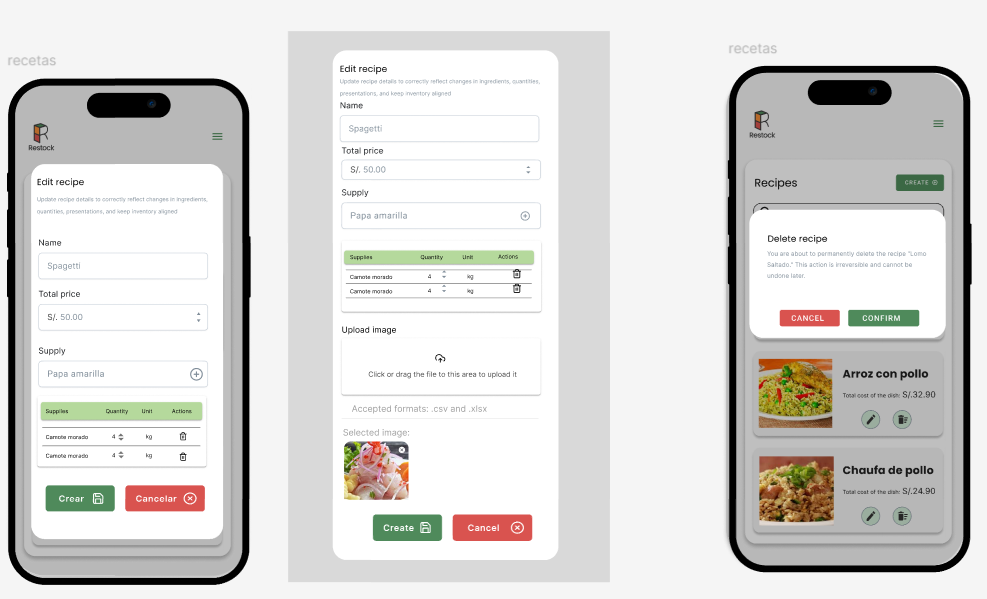 recetas
Restock
Edit recipe
Update recipe details to correctly reflect changes in ingredients,
quantities, presentations, and keep inventory aligned
Name
Spagetti
Total price
S/. 50.00
Supply
Papa amarilla
Supplies Quantity Unit Actions
Camote morado 4 kg
Camote morado 4 kg
Crear Cancelar
Edit recipe
Update recipe details to correctly reflect changes in ingredients, quantities,
presentations, and keep inventory aligned
Name
Spagetti
Total price
S/. 50.00
Supply
Papa amarilla
Supplies Quantity Unit Actions
Camote morado 4 kg
Camote morado 4 kg
Upload image
Click or drag the file to this area to upload it
Accepted formats: .csv and .xlsx
Selected image:
Create Cancel
recetas
Restock
Recipes CREATE
Delete recipe
You are about to permanently delete the recipe "Lomo
Saltado." This action is irreversible and cannot be
undone later.
CANCEL CONFIRM
Arroz con pollo
Total cost of the dish: S/.32.90
Chaufa de pollo
Total cost of the dish: S/.24.90